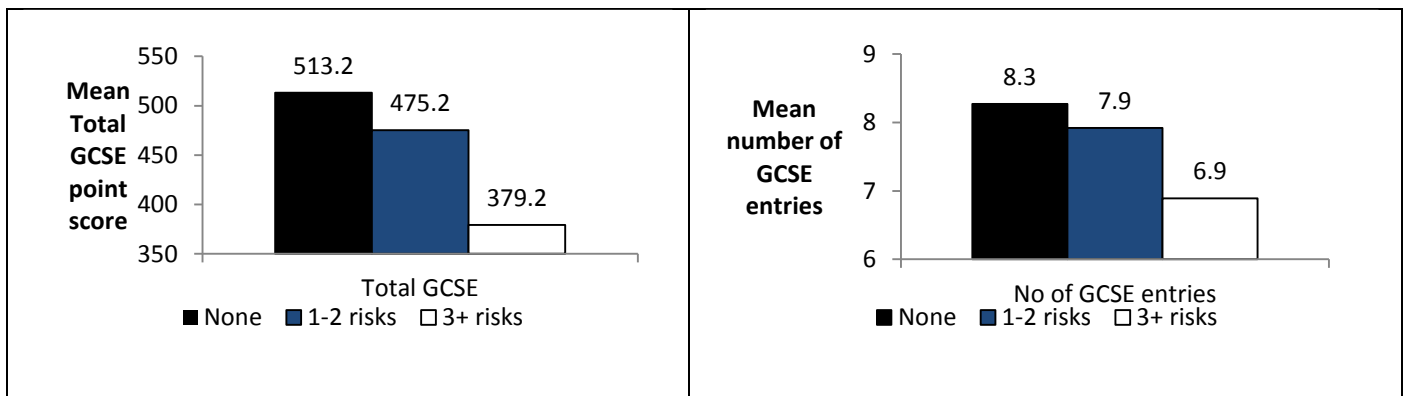 Mean
Total
GCSE
point
score
550
500
450
400
350
513.2
475.2
379.2
Total GCSE
None 1-2 risks 3+ risks
Mean
number of
GCSE
entries
9
8
7
6
8.3
7.9
6.9
No of GCSE entries
None 1-2 risks 3+ risks